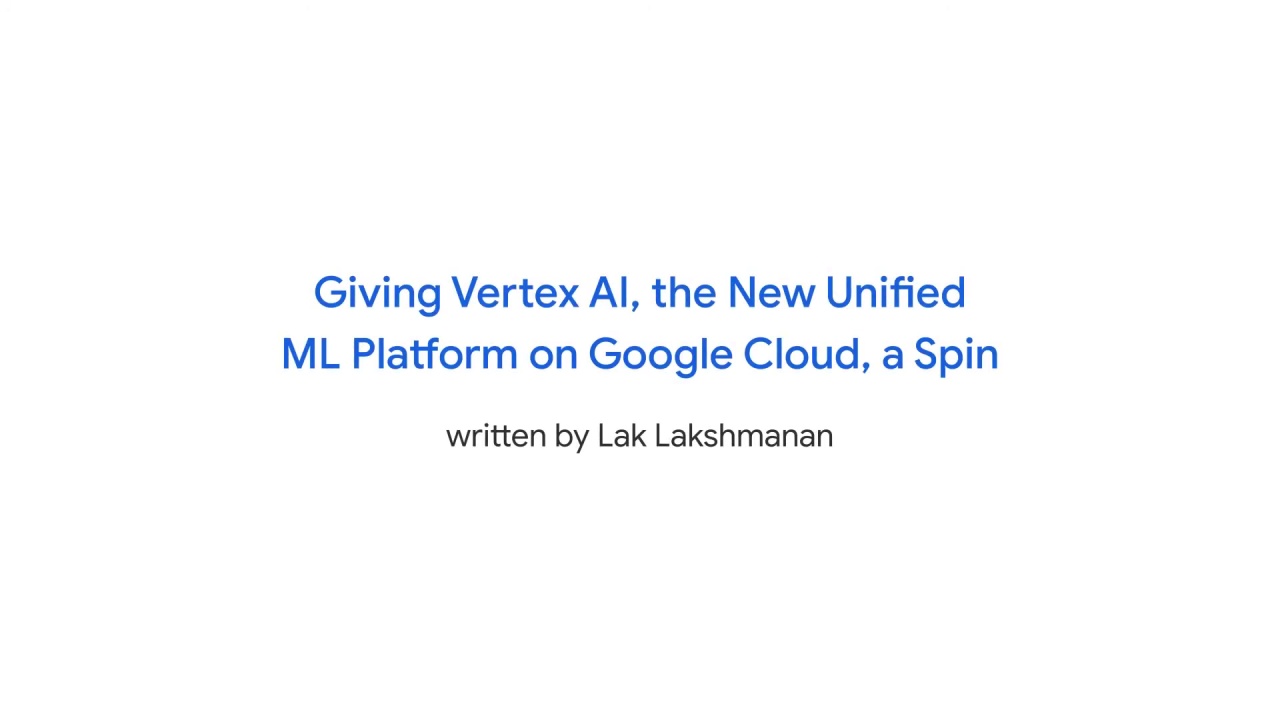 Giving Vertex AI, the New Unified
ML Platform on Google Cloud, a Spin
written by Lak Lakshmanan